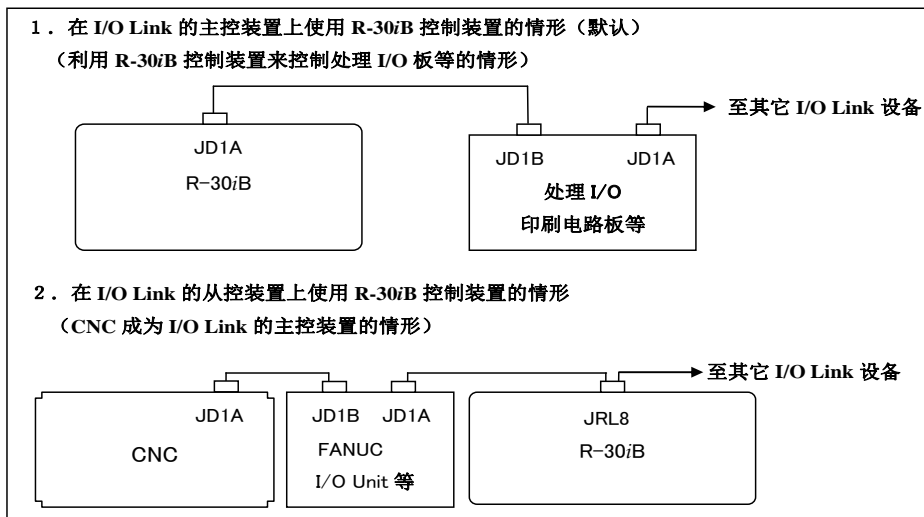 １．在 I/O Link 的主控装置上使用 R-30iB 控制装置的情形（默认）
（利用 R-30iB 控制装置来控制处理 I/O 板等的情形）
至其它 I/O Link 设备
JD1A
JD1B JD1A
R-30iB
处理 I/O
印刷电路板等
２．在 I/O Link 的从控装置上使用 R-30iB 控制装置的情形
（CNC 成为 I/O Link 的主控装置的情形）
至其它 I/O Link 设备
JD1A
JD1B JD1A
JRL8
CNC
FANUC
R-30iB
I/O Unit 等